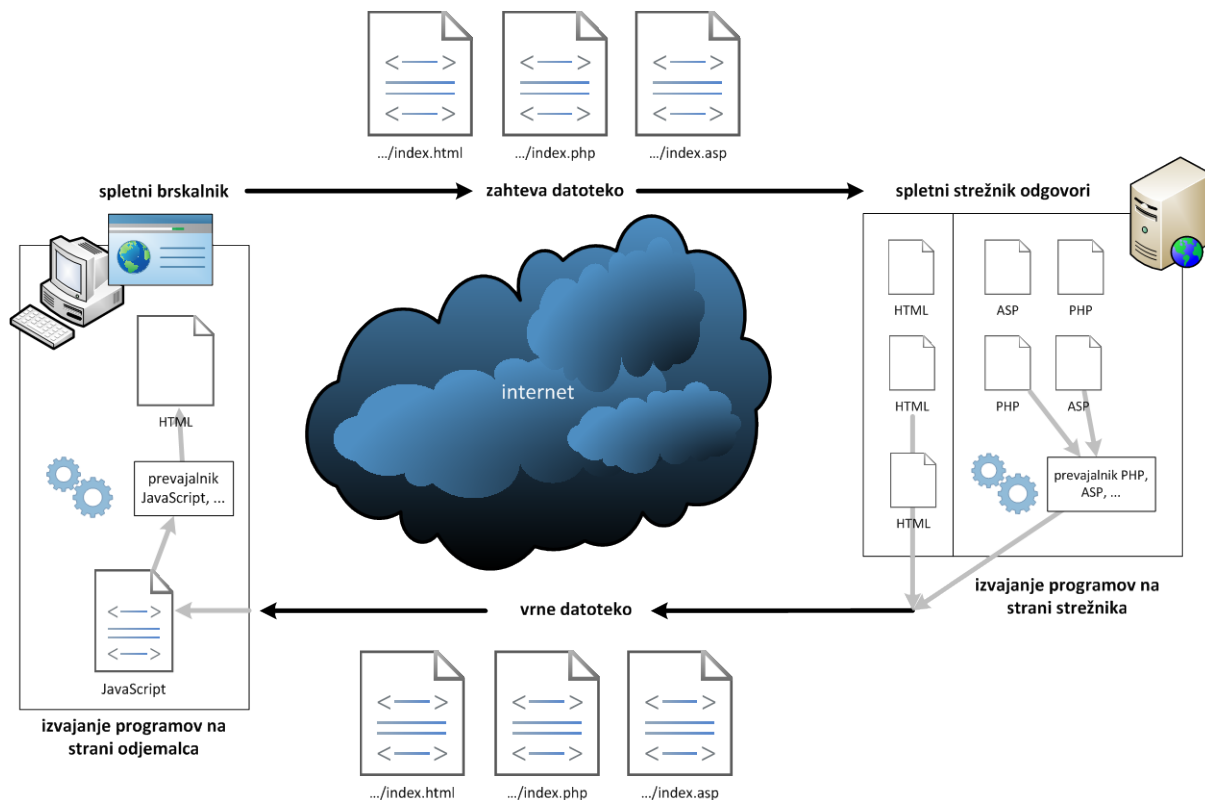 .../index.html
.../index.php
.../index.asp
spletni brskalnik
zahteva datoteko
spletni strežnik odgovori
HTML
ASP
PHP
HTML
PHP
ASP
HTML
prevajalnik PHP,
ASP, ...
izvajanje programov na
strani strežnika
internet
HTML
prevajalnik
JavaScript, ...
JavaScript
izvajanje programov na
strani odjemalca
vrne datoteko
.../index.html
.../index.php
.../index.asp